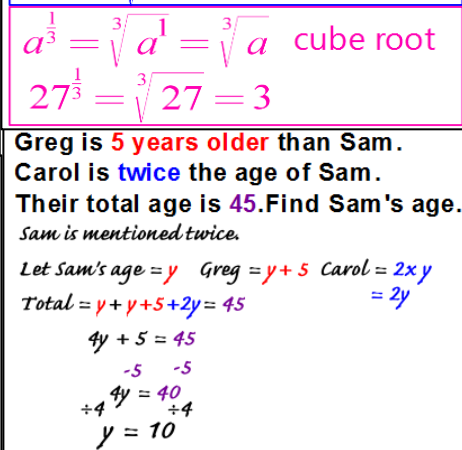 a^{1/3} = ∛a¹ = ∛a cube root
27^{1/3} = ∛27 = 3
Greg is 5 years older than Sam.
Carol is twice the age of Sam.
Their total age is 45.Find Sam's age.
Sam is mentioned twice.
Let Sam's age = y Greg = y + 5 Carol = 2x y
= 2y
Total = y + y +5 +2y = 45
4y + 5 = 45
-5 -5
4y = 40
÷4 ÷4
y = 10